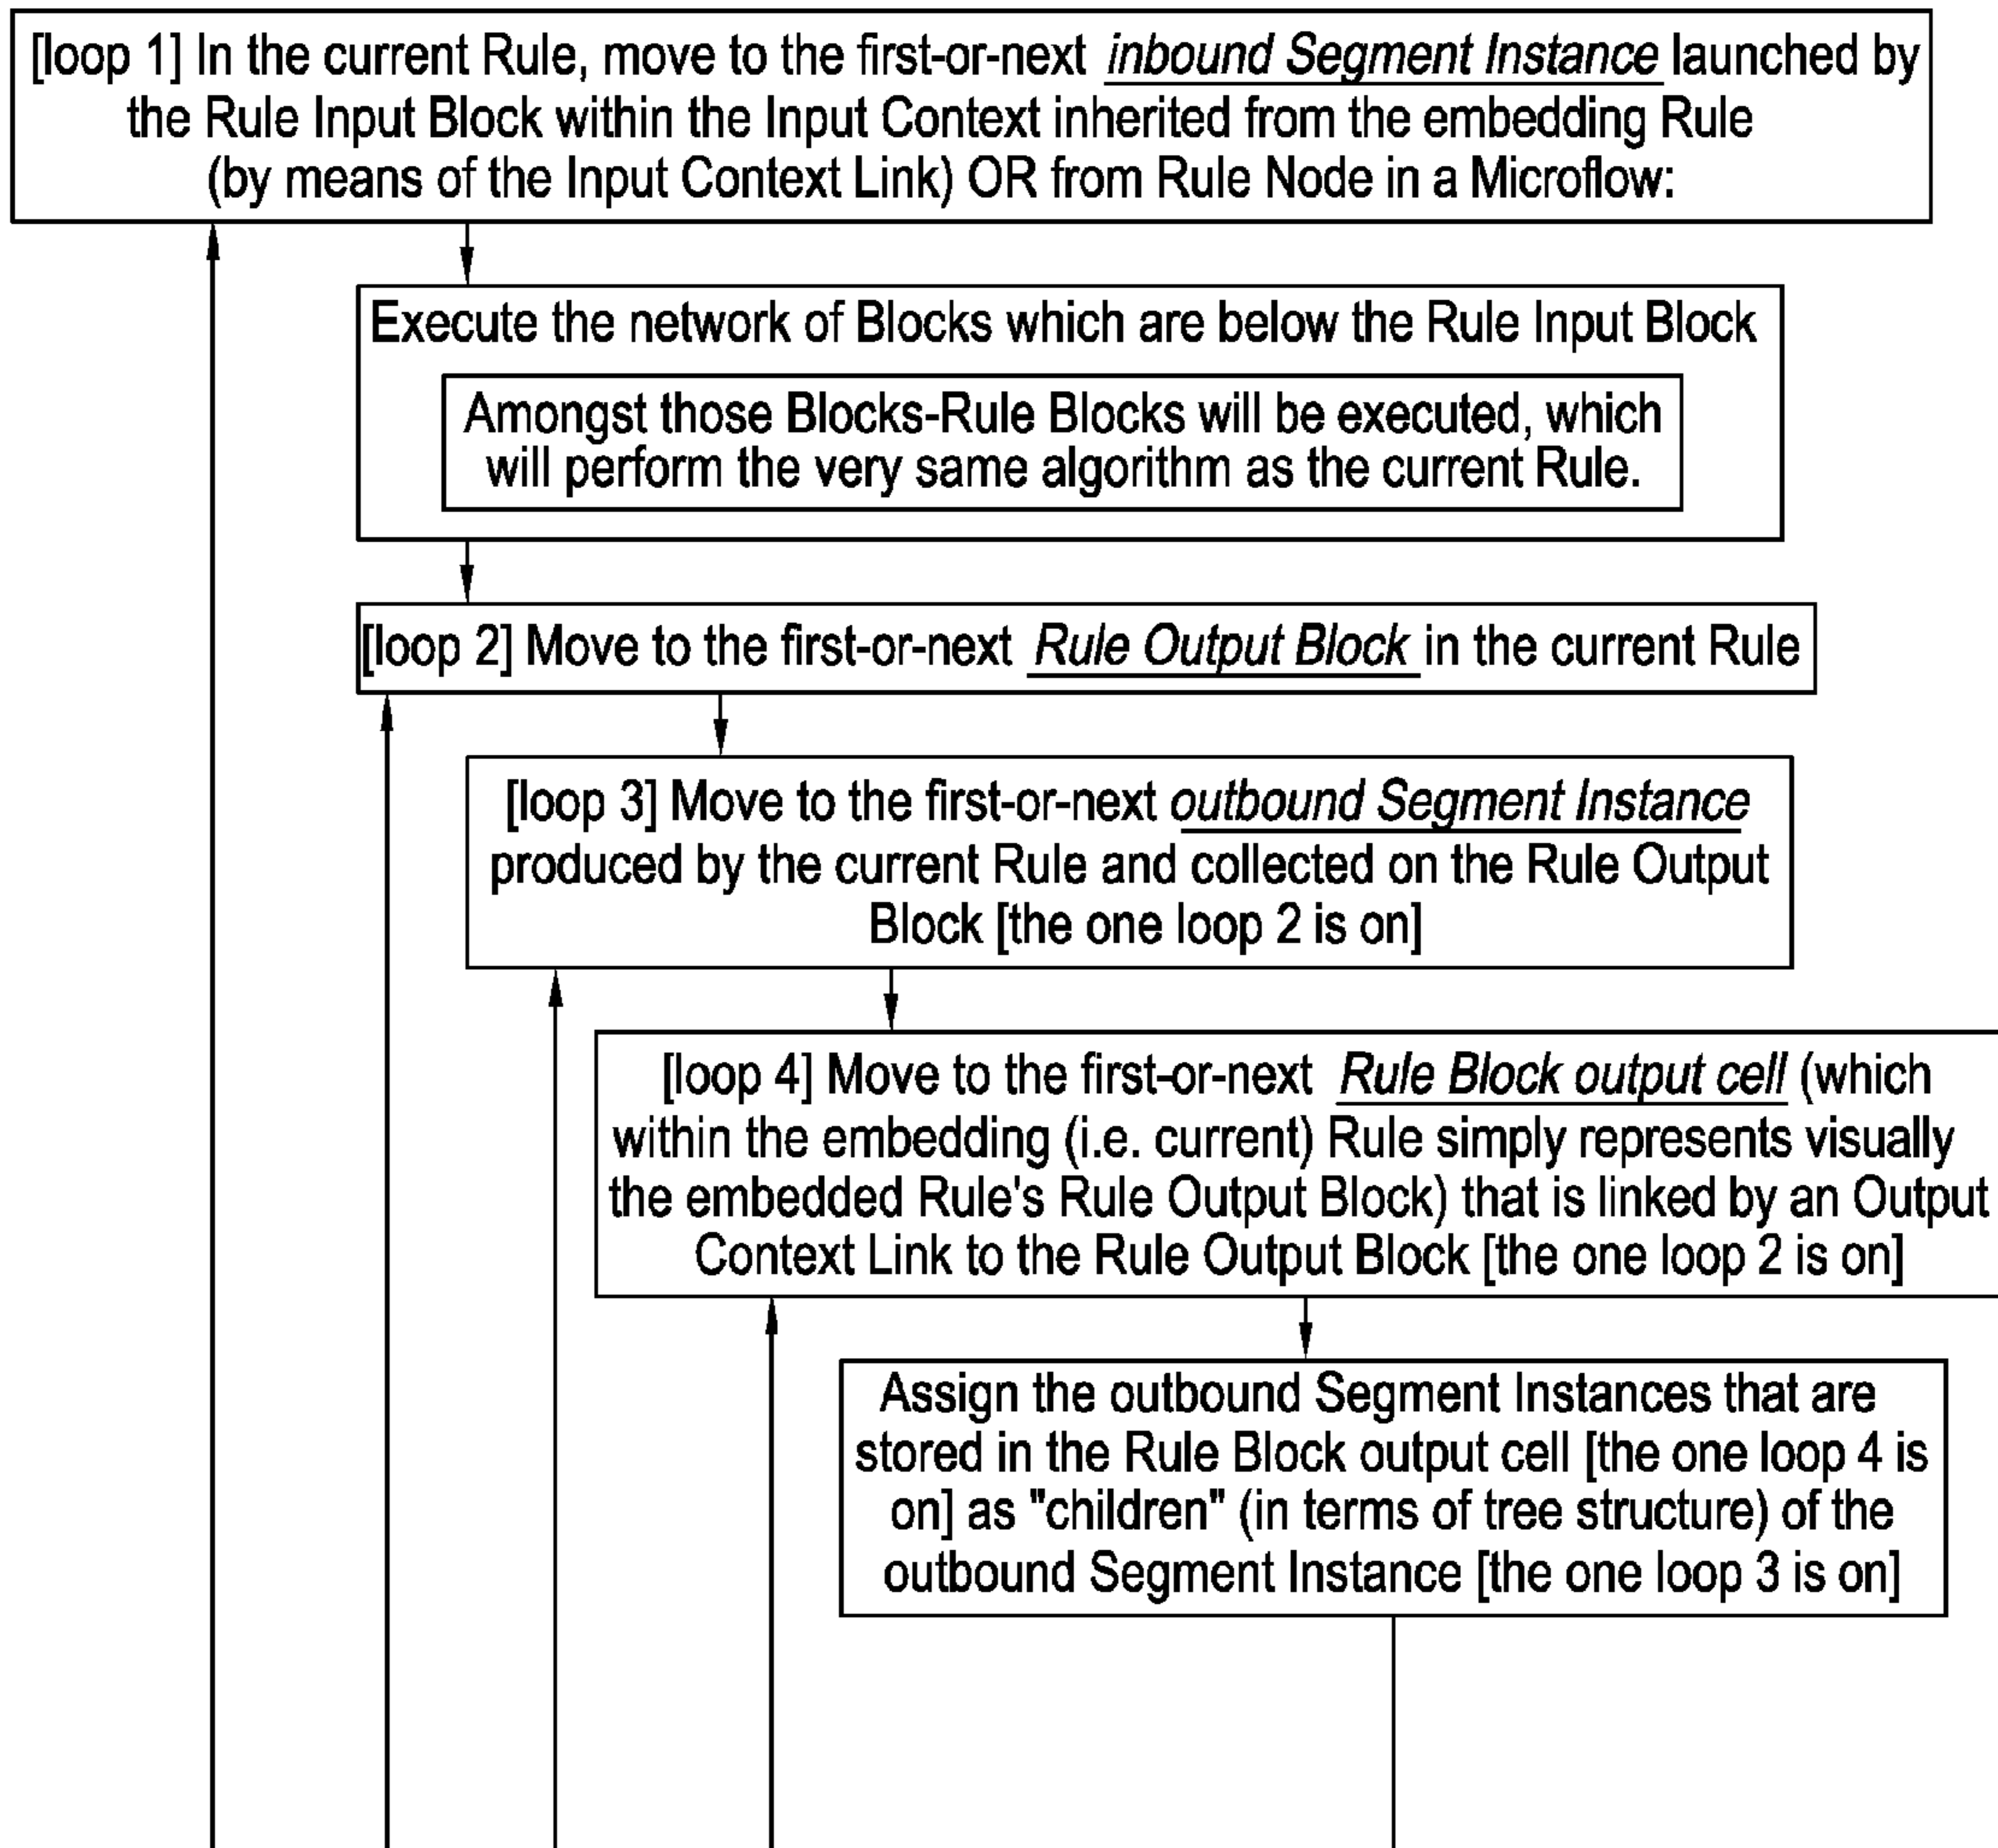 [loop 1] In the current Rule, move to the first-or-next inbound Segment Instance launched by
the Rule Input Block within the Input Context inherited from the embedding Rule
(by means of the Input Context Link) OR from Rule Node in a Microflow:
Execute the network of Blocks which are below the Rule Input Block
Amongst those Blocks-Rule Blocks will be executed, which
will perform the very same algorithm as the current Rule.
[loop 2] Move to the first-or-next Rule Output Block in the current Rule
[loop 3] Move to the first-or-next outbound Segment Instance
produced by the current Rule and collected on the Rule Output
Block [the one loop 2 is on]
[loop 4] Move to the first-or-next Rule Block output cell (which
within the embedding (i.e. current) Rule simply represents visually
the embedded Rule's Rule Output Block) that is linked by an Output
Context Link to the Rule Output Block [the one loop 2 is on]
Assign the outbound Segment Instances that are
stored in the Rule Block output cell [the one loop 4 is
on] as "children" (in terms of tree structure) of the
outbound Segment Instance [the one loop 3 is on]